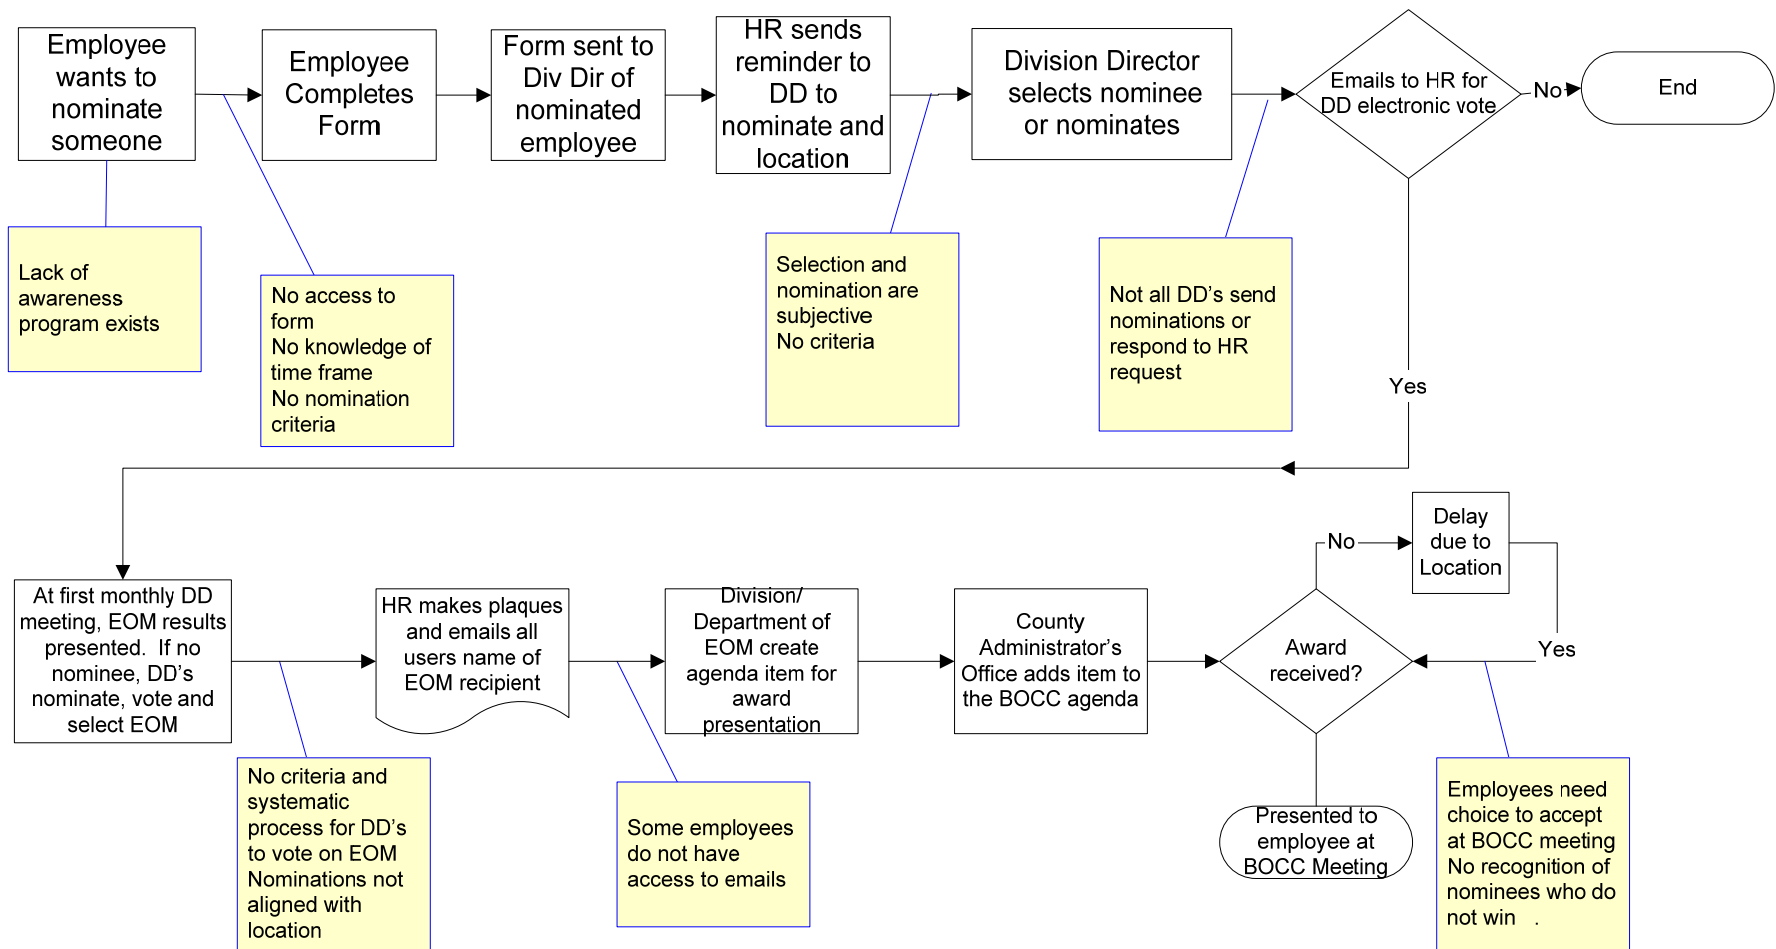 Employee
wants to
nominate
someone
Employee
Completes
Form
Form sent to
Div Dir of
nominated
employee
HR sends
reminder to
DD to
nominate and
location
Division Director
selects nominee
or nominates
Emails to HR for
DD electronic vote
No
End
Lack of
awareness
program exists
No access to
form
No knowledge of
time frame
No nomination
criteria
Selection and
nomination are
subjective
No criteria
Not all DD's send
nominations or
respond to HR
request
Yes
At first monthly DD
meeting, EOM results
presented.  If no
nominee, DD's
nominate, vote and
select EOM
HR makes plaques
and emails all
users name of
EOM recipient
Division/
Department of
EOM create
agenda item for
award
presentation
County
Administrator's
Office adds item to
the BOCC agenda
Award
received?
No
Delay
due to
Location
Yes
Presented to
employee at
BOCC Meeting
No criteria and
systematic
process for DD's
to vote on EOM
Nominations not
aligned with
location
Some employees
do not have
access to emails
Employees need
choice to accept
at BOCC meeting
No recognition of
nominees who do
not win   .